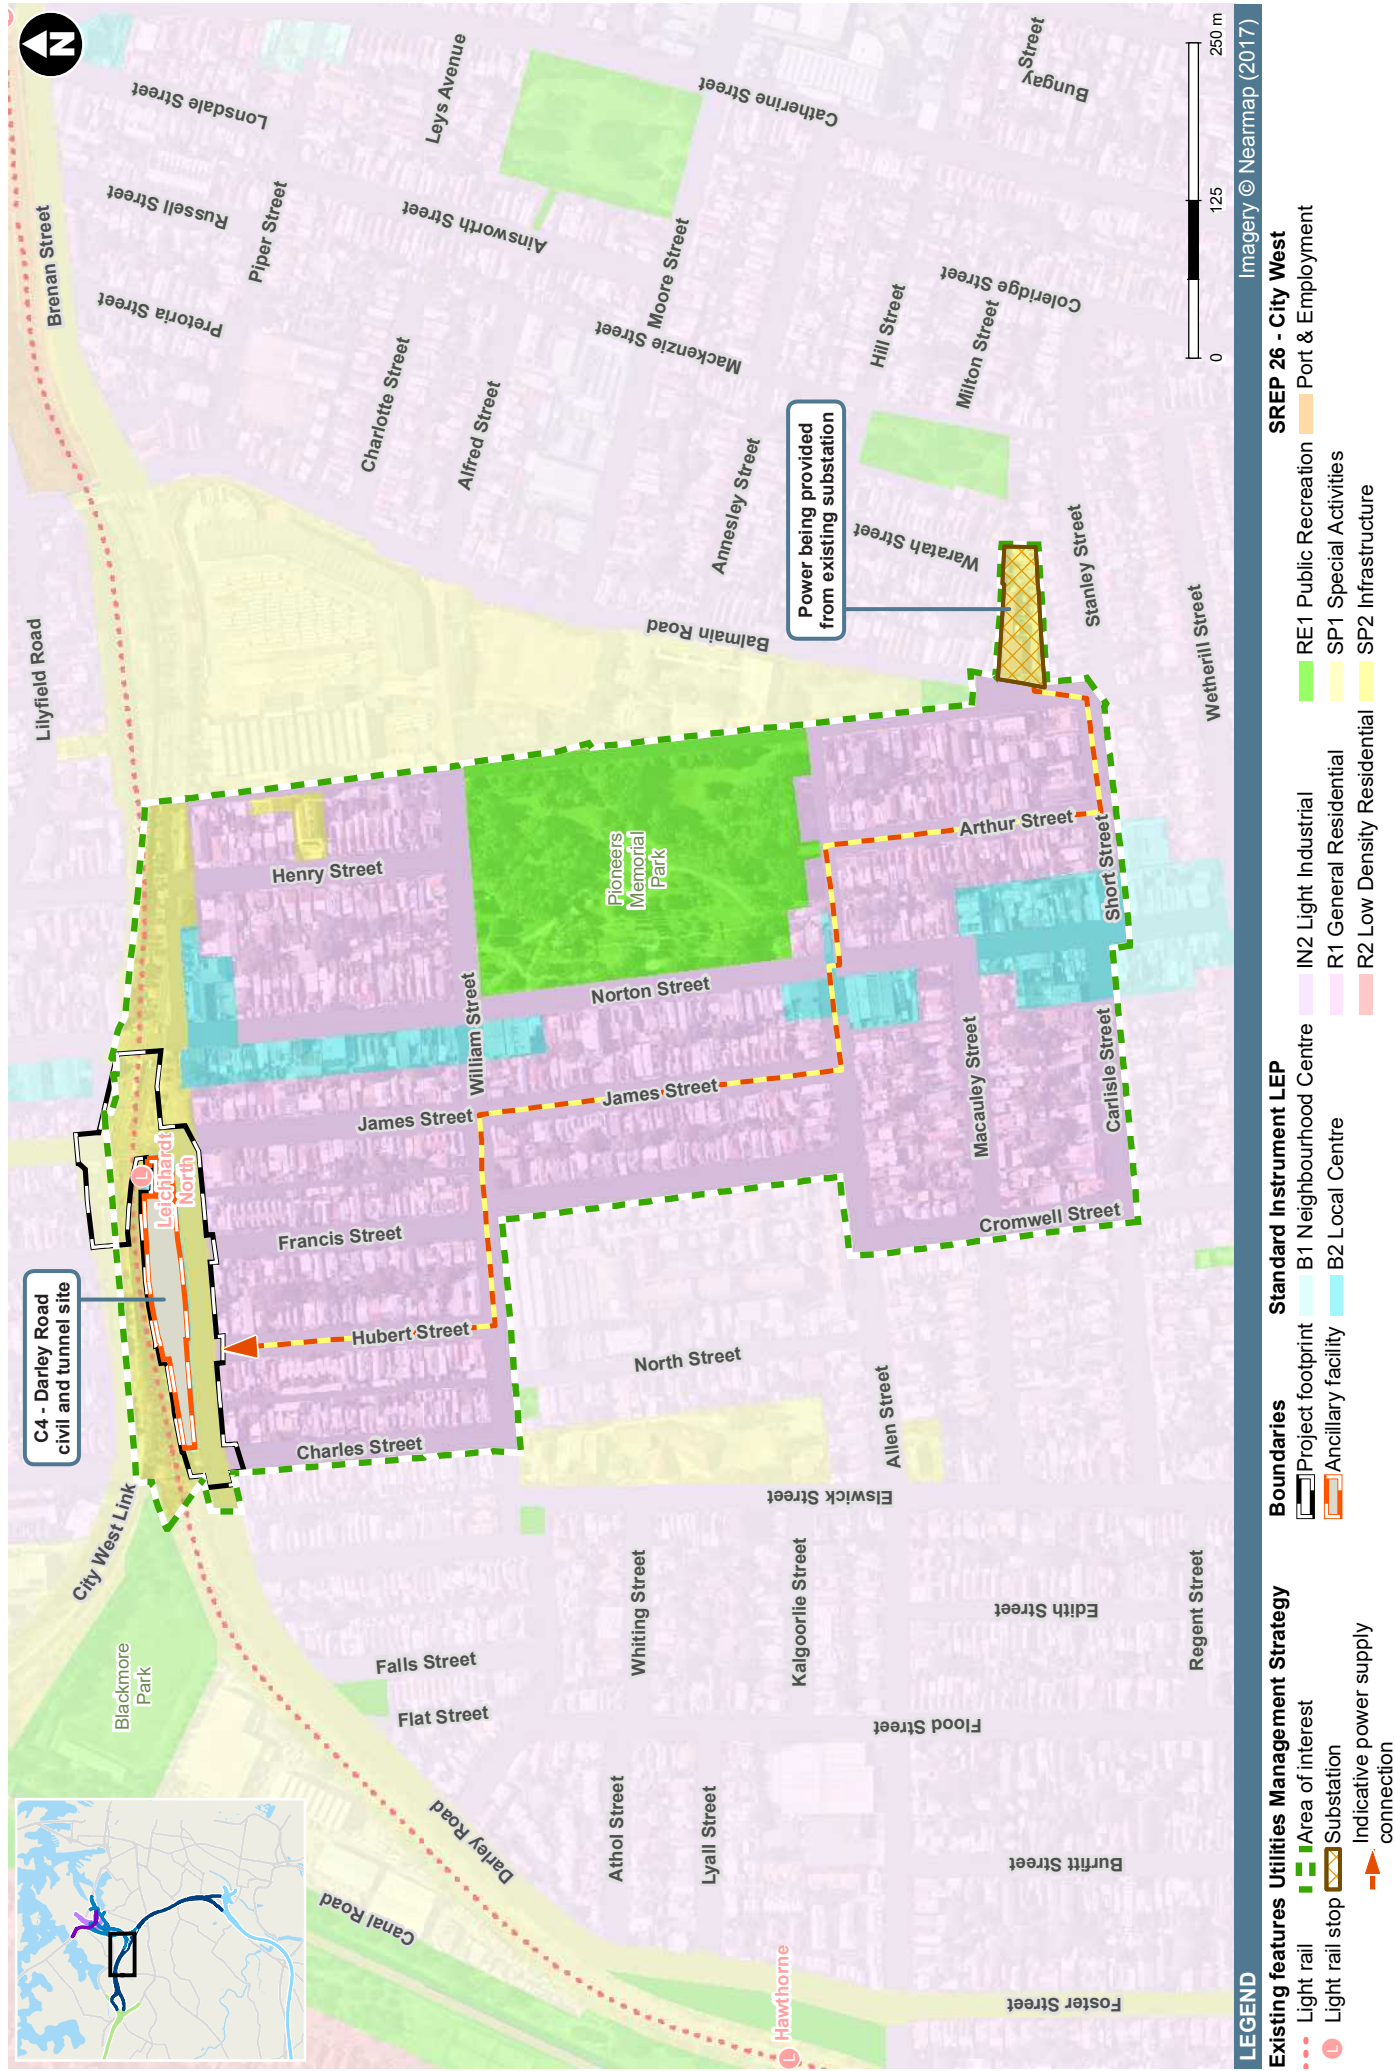 N
Lonsdale Street
Leys Avenue
Catherine Street
Bungay
Street
Russell Street
Piper Street
Ainsworth Street
Brenan Street
Pretoria Street
Moore Street
Mackenzie Street
Coleridge Street
Hill Street
Milton Street
Charlotte Street
Alfred Street
Annesley Street
Waratah Street
Stanley Street
Wetherill Street
Power being provided
from existing substation
Balmain Road
Lilyfield Road
Henry Street
Pioneers
Memorial
Park
Arthur Street
Short Street
Norton Street
William Street
James Street
James Street
Macauley Street
Carlisle Street
Cromwell Street
L
Leichhardt
North
Francis Street
Hubert Street
Charles Street
C4 - Darley Road
civil and tunnel site
City West Link
North Street
Allen Street
Elswick Street
Blackmore
Park
Falls Street
Flat Street
Whiting Street
Kalgoorlie Street
Edith Street
Regent Street
Flood Street
Athol Street
Lyall Street
Burfitt Street
Darley Road
Canal Road
Foster Street
L Hawthorne
0 125 250 m
Imagery © Nearmap (2017)
LEGEND
Existing features
Light rail
L Light rail stop
Utilities Management Strategy
Area of interest
Substation
Indicative power supply
connection
Boundaries
Project footprint
Ancillary facility
Standard Instrument LEP
B1 Neighbourhood Centre
B2 Local Centre
IN2 Light Industrial
R1 General Residential
R2 Low Density Residential
RE1 Public Recreation
SP1 Special Activities
SP2 Infrastructure
SREP 26 - City West
Port & Employment